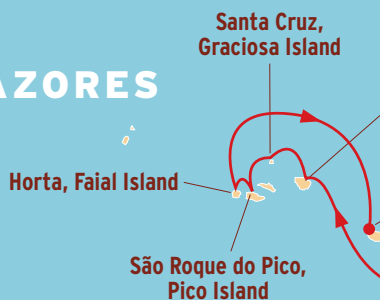 Santa Cruz,
Graciosa Island
AZORES
Horta, Faial Island
São Roque do Pico,
Pico Island